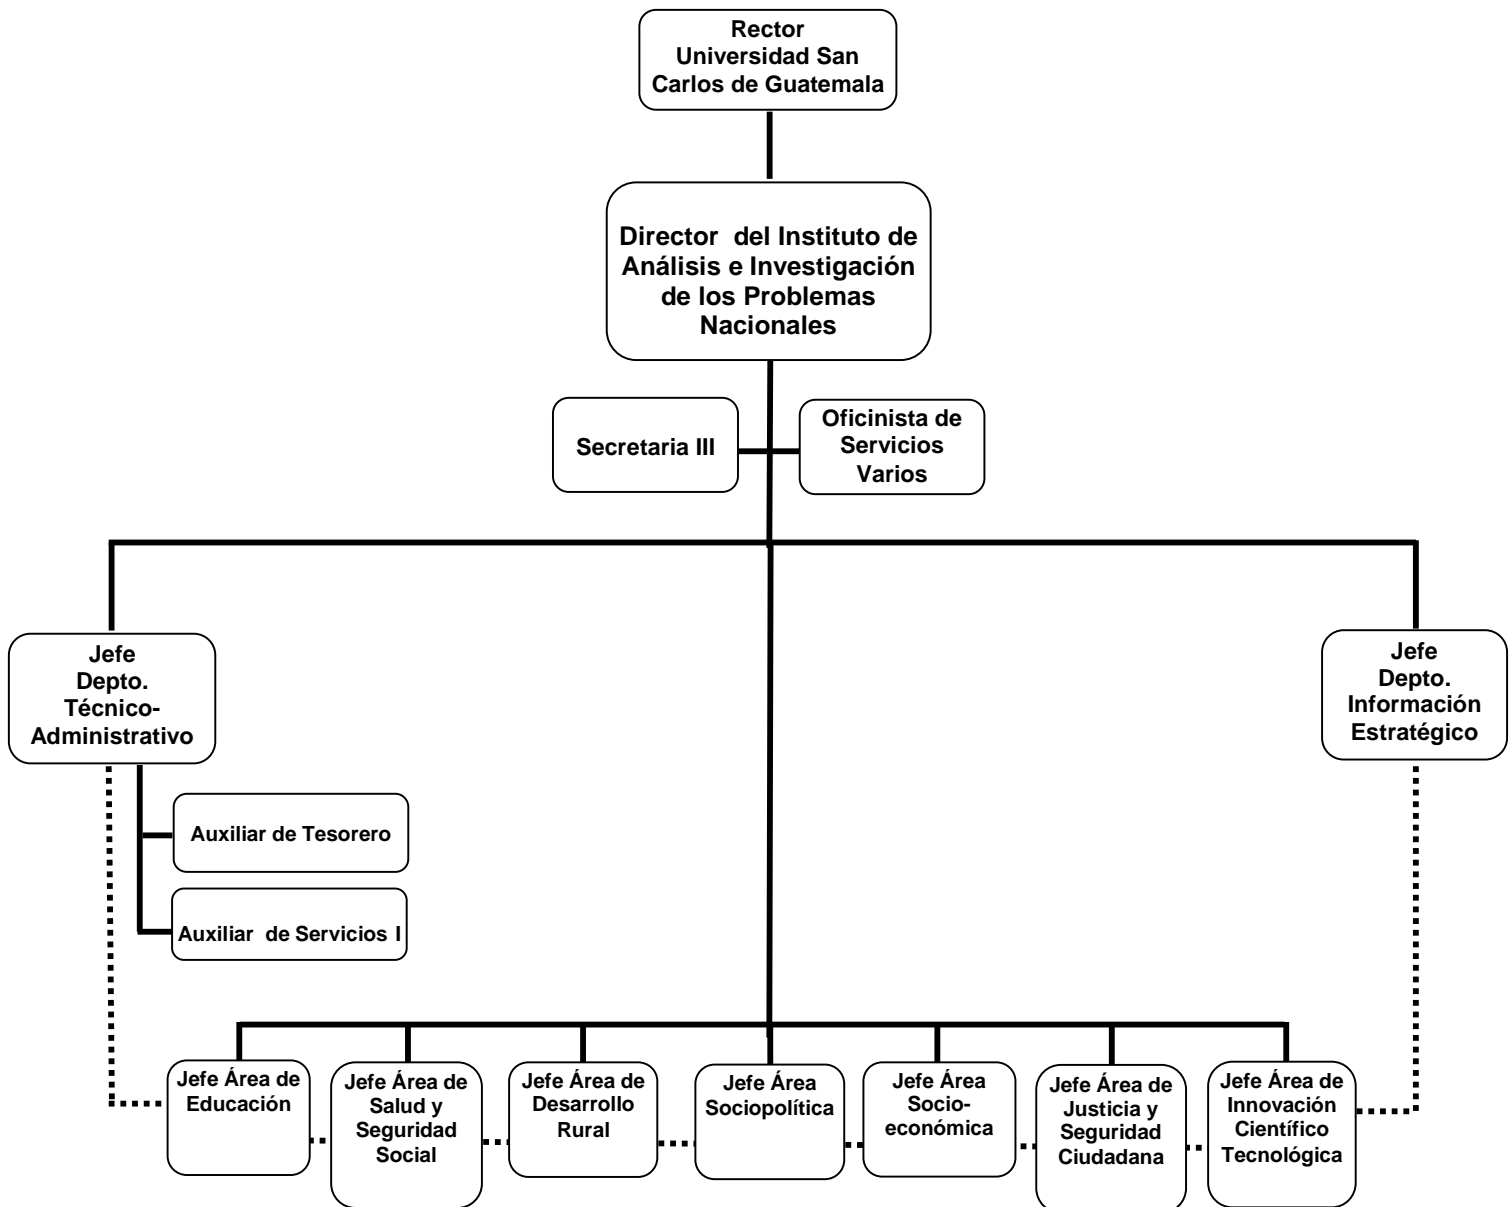 Rector
Universidad San
Carlos de Guatemala
Director  del Instituto de
Análisis e Investigación
de los Problemas
Nacionales
Secretaria III
Oficinista de
Servicios
Varios
Jefe
Depto.
Técnico-
Administrativo
Jefe
Depto.
Información
Estratégico
Auxiliar de Tesorero
Auxiliar  de Servicios I
Jefe Área de
Educación
Jefe Área de
Salud y
Seguridad
Social
Jefe Área de
Desarrollo
Rural
Jefe Área
Sociopolítica
Jefe Área
Socio-
económica
Jefe Área de
Justicia y
Seguridad
Ciudadana
Jefe Área de
Innovación
Científico
Tecnológica